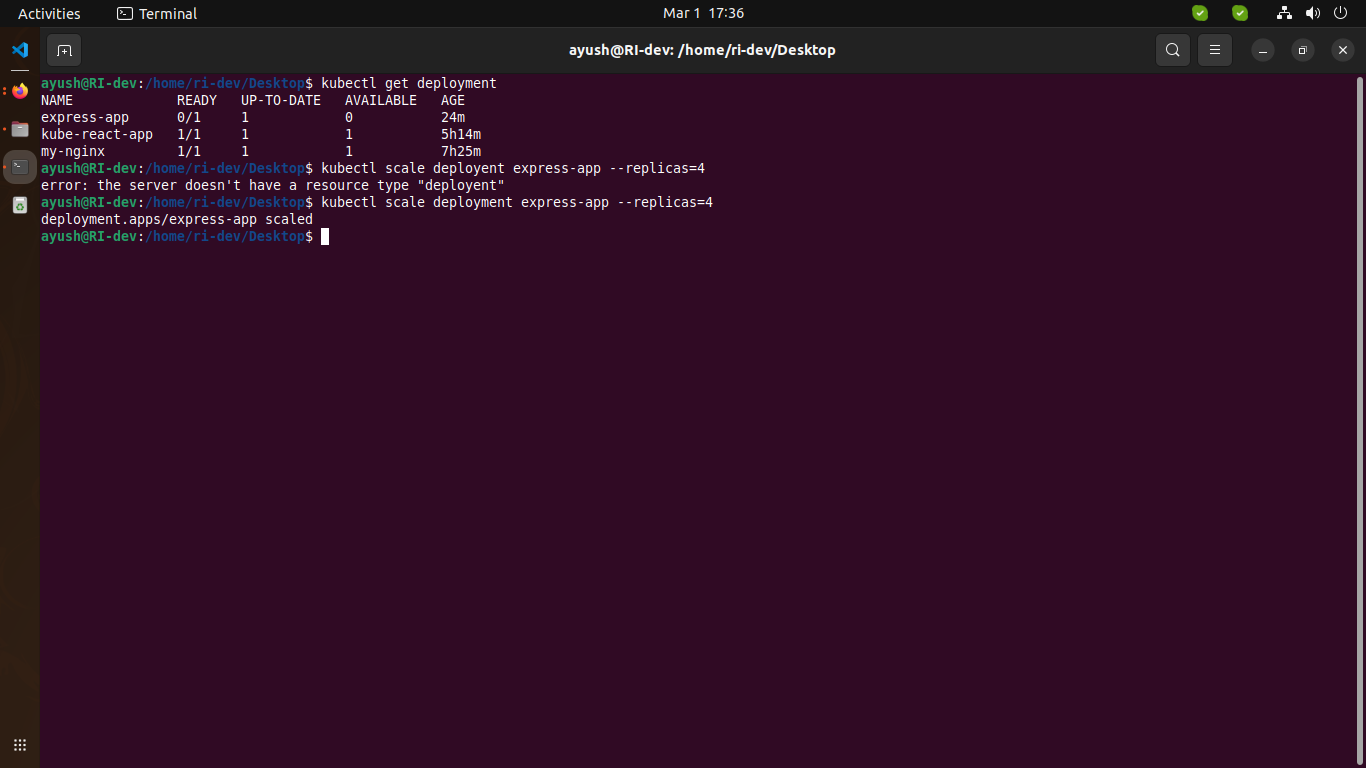 Activities Terminal Mar 1 17:36
ayush@RI-dev: /home/ri-dev/Desktop
ayush@RI-dev:/home/ri-dev/Desktop$ kubectl get deployment
NAME READY UP-TO-DATE AVAILABLE AGE
express-app 0/1 1 0 24m
kube-react-app 1/1 1 1 5h14m
my-nginx 1/1 1 1 7h25m
ayush@RI-dev:/home/ri-dev/Desktop$ kubectl scale deployent express-app --replicas=4
error: the server doesn't have a resource type "deployent"
ayush@RI-dev:/home/ri-dev/Desktop$ kubectl scale deployment express-app --replicas=4
deployment.apps/express-app scaled
ayush@RI-dev:/home/ri-dev/Desktop$